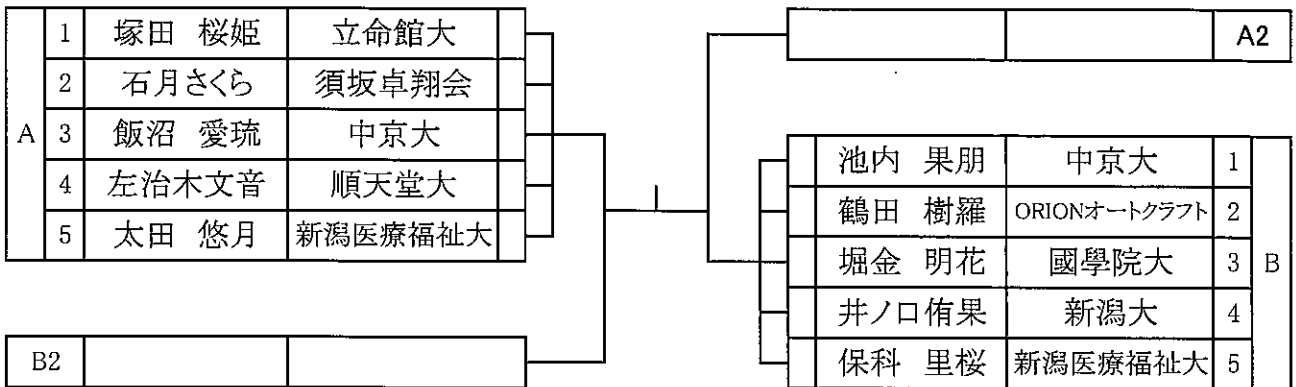 A
1 塚田 桜姫 立命館大
2 石月さくら 須坂卓翔会
3 飯沼 愛琉 中京大
4 左治木文音 順天堂大
5 太田 悠月 新潟医療福祉大
B2
A2
池内 果朋 中京大 1
鶴田 樹羅 ORIONオートクラフト 2
堀金 明花 國學院大 3
井ノ口侑果 新潟大 4
保科 里桜 新潟医療福祉大 5
B